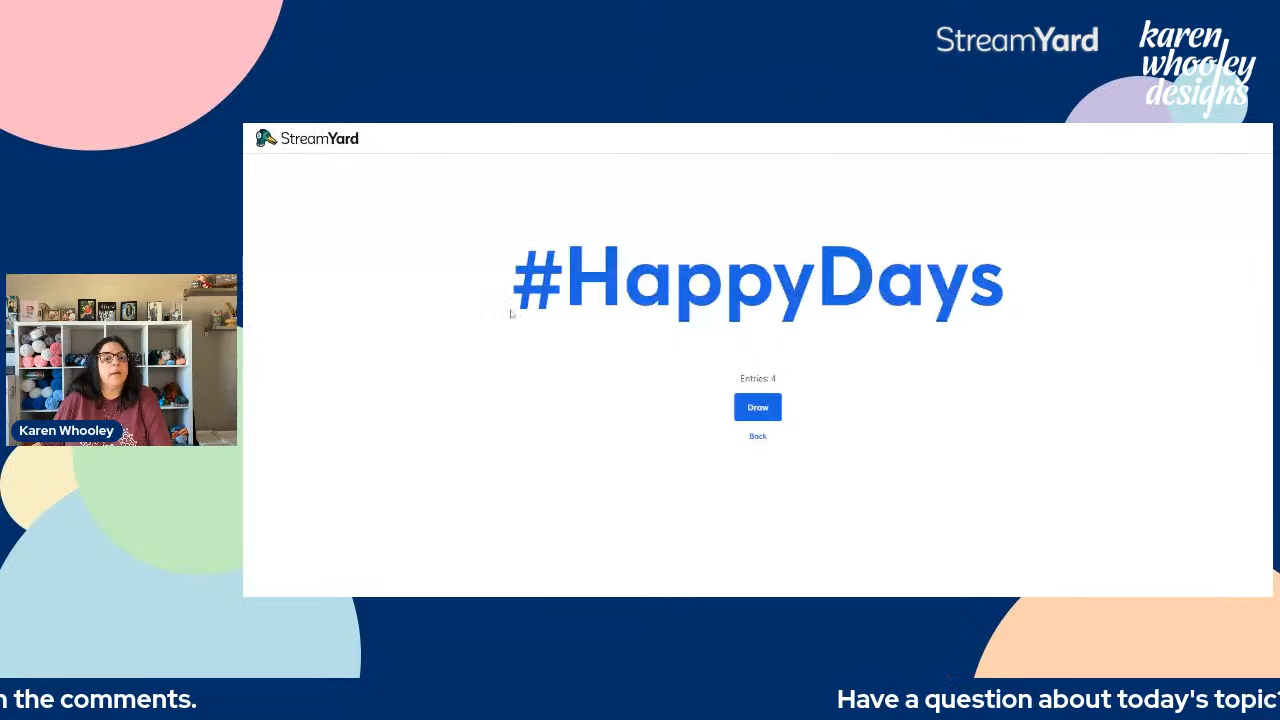 StreamYard
karen
whooley
designs
StreamYard
#HappyDays
Entries: 4
Draw
Back
Karen Whooley
n the comments.
Have a question about today's topic?